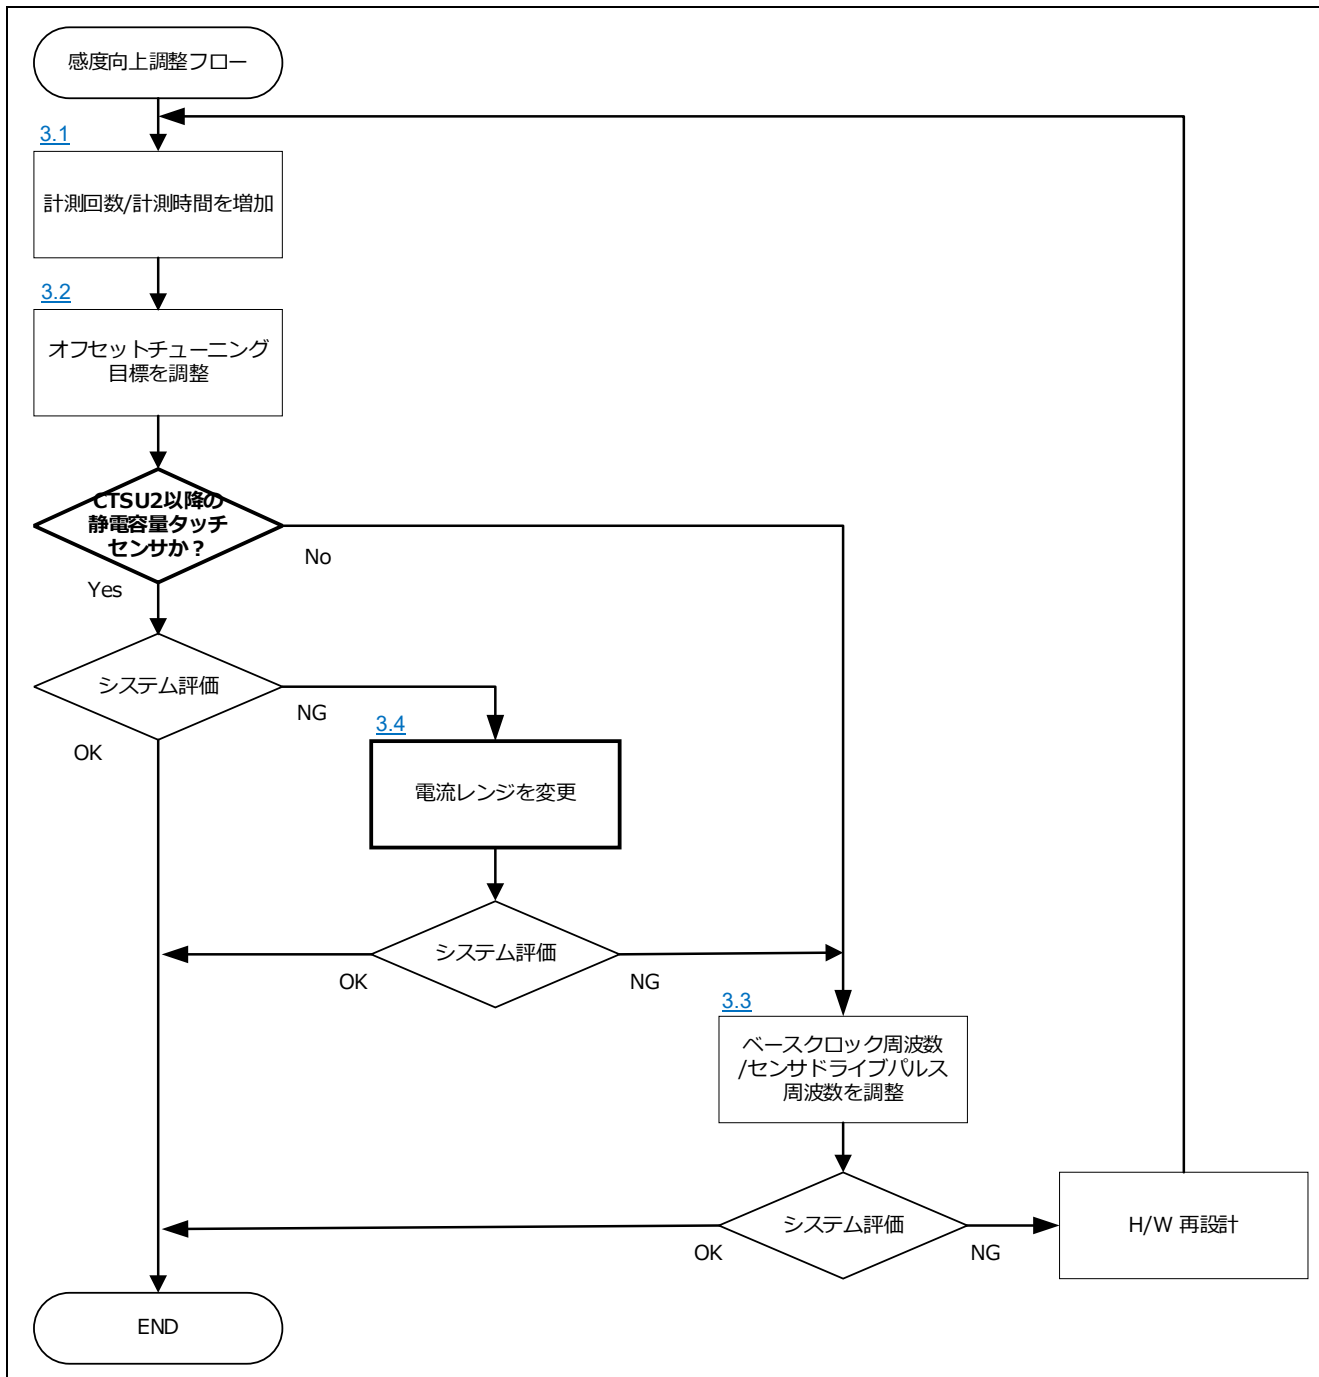 感度向上調整フロー
3.1
計測回数/計測時間を増加
3.2
オフセットチューニング
目標を調整
CTSU2以降の
静電容量タッチ
センサか？
No
Yes
システム評価
NG
OK
3.4
電流レンジを変更
システム評価
OK
NG
3.3
ベースクロック周波数
/センサドライブパルス
周波数を調整
システム評価
OK
NG
H/W 再設計
END